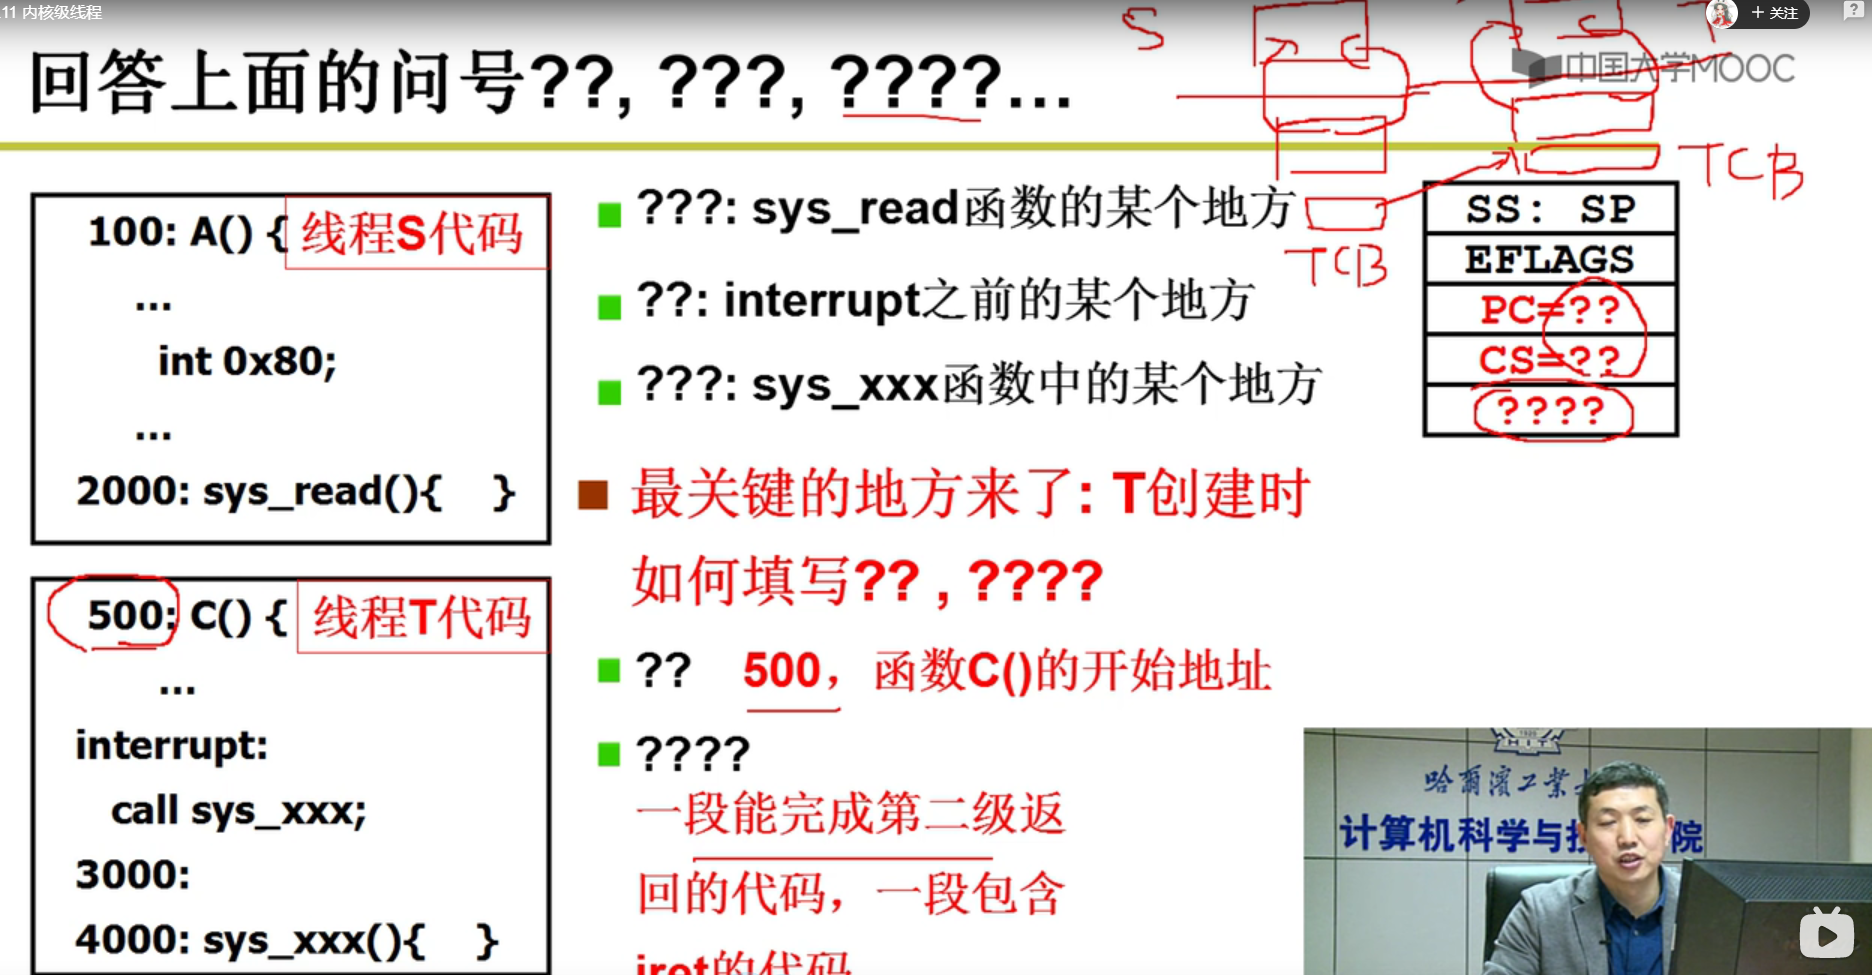 11 内核级线程
+ 关注
?
回答上面的问号??, ???, ????...
中国大学MOOC
S
TCB
TCB
100: A() {
线程S代码
...
int 0x80;
...
2000: sys_read(){ }
500: C() {
线程T代码
...
interrupt:
call sys_xxx;
3000:
4000: sys_xxx(){ }
???: sys_read函数的某个地方
??: interrupt之前的某个地方
???: sys_xxx函数中的某个地方
最关键的地方来了: T创建时
如何填写?? , ????
?? 500，函数C()的开始地址
????
一段能完成第二级返
回的代码，一段包含
iret的代码
SS: SP
EFLAGS
PC=??
CS=??
????
HIT
哈尔滨工业
计算机科学与技
院